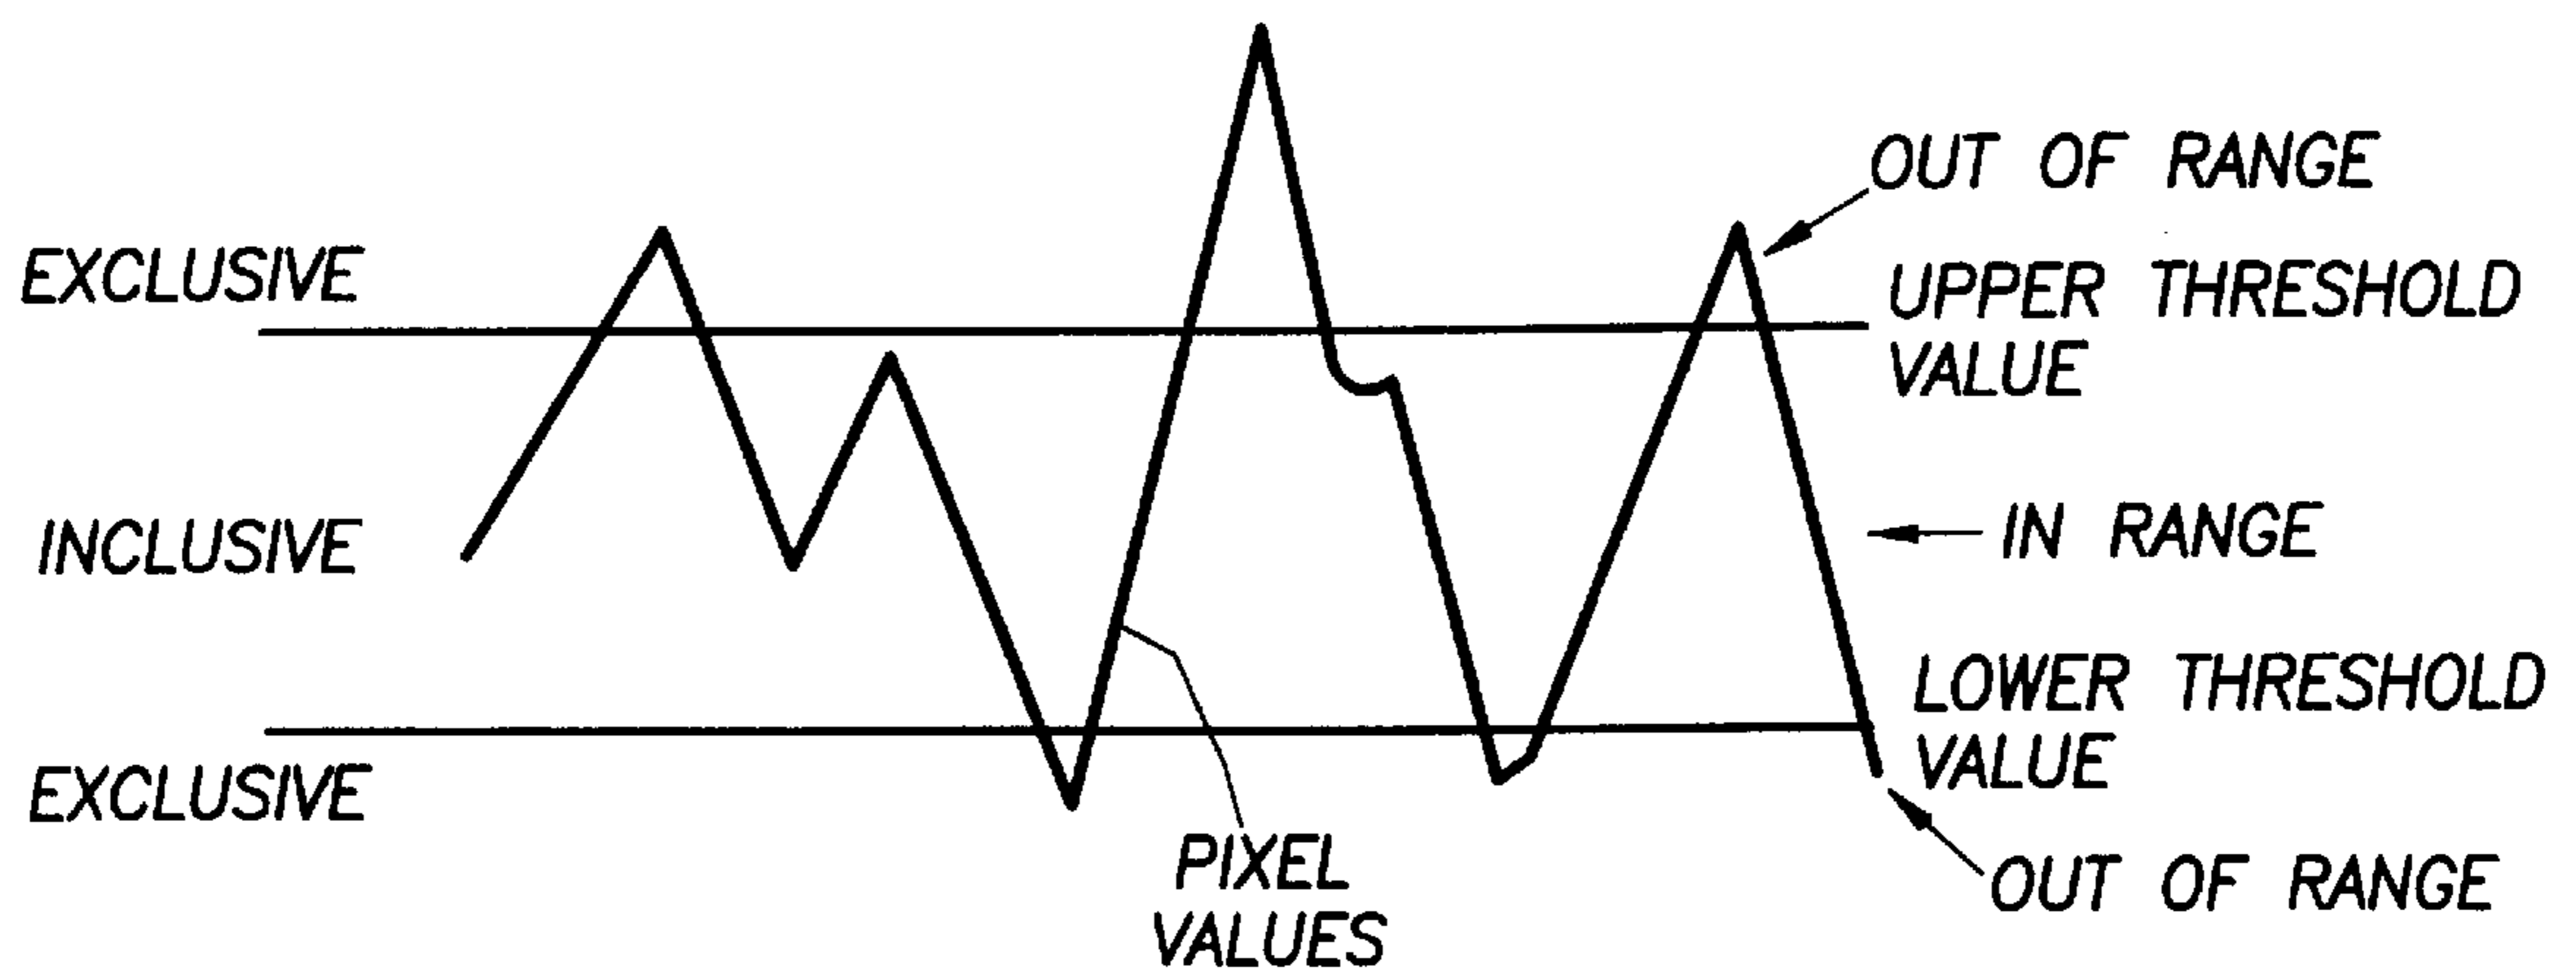 OUT OF RANGE
EXCLUSIVE
UPPER THRESHOLD
VALUE
INCLUSIVE
IN RANGE
LOWER THRESHOLD
VALUE
EXCLUSIVE
PIXEL
VALUES
OUT OF RANGE